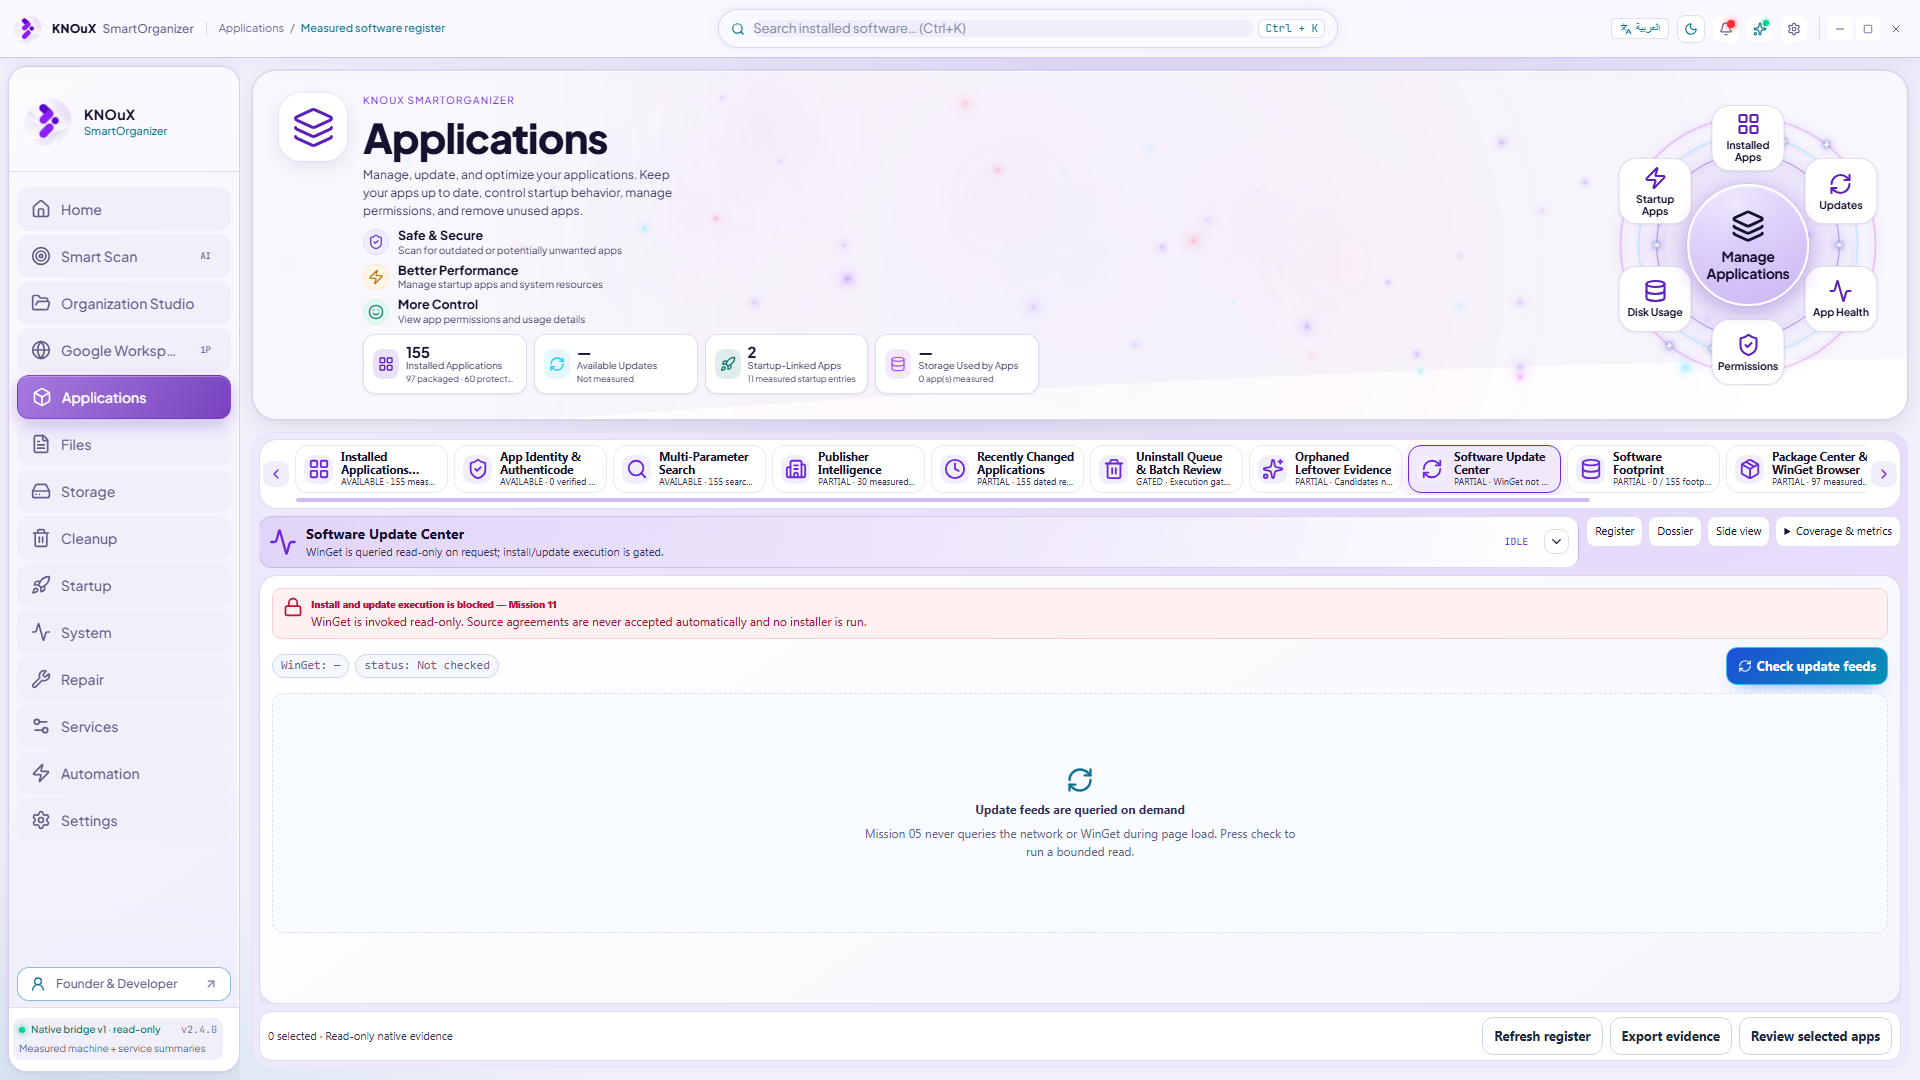 KNOuX SmartOrganizer
Applications / Measured software register
Search installed software... (Ctrl+K)
Ctrl + K
العربية
KNOuX
SmartOrganizer
Home
Smart Scan AI
Organization Studio
Google Worksp... 1P
Applications
Files
Storage
Cleanup
Startup
System
Repair
Services
Automation
Settings
Founder & Developer
Native bridge v1 · read-only v2.4.0
Measured machine + service summaries
KNOUX SMARTORGANIZER
Applications
Manage, update, and optimize your applications. Keep
your apps up to date, control startup behavior, manage
permissions, and remove unused apps.
Safe & Secure
Scan for outdated or potentially unwanted apps
Better Performance
Manage startup apps and system resources
More Control
View app permissions and usage details
155
Installed Applications
97 packaged · 60 protect...
—
Available Updates
Not measured
2
Startup-Linked Apps
11 measured startup entries
—
Storage Used by Apps
0 app(s) measured
Installed
Apps
Startup
Apps
Updates
Manage
Applications
Disk Usage
App Health
Permissions
Installed
Applications...
AVAILABLE · 155 meas...
App Identity &
Authenticode
AVAILABLE · 0 verified ...
Multi-Parameter
Search
AVAILABLE · 155 searc...
Publisher
Intelligence
PARTIAL · 30 measured...
Recently Changed
Applications
PARTIAL · 155 dated re...
Uninstall Queue
& Batch Review
GATED · Execution gat...
Orphaned
Leftover Evidence
PARTIAL · Candidates n...
Software Update
Center
PARTIAL · WinGet not ...
Software
Footprint
PARTIAL · 0 / 155 footp...
Package Center &
WinGet Browser
PARTIAL · 97 measured...
Software Update Center
WinGet is queried read-only on request; install/update execution is gated.
IDLE
Register
Dossier
Side view
Coverage & metrics
Install and update execution is blocked — Mission 11
WinGet is invoked read-only. Source agreements are never accepted automatically and no installer is run.
WinGet: —
status: Not checked
Check update feeds
Update feeds are queried on demand
Mission 05 never queries the network or WinGet during page load. Press check to
run a bounded read.
0 selected · Read-only native evidence
Refresh register
Export evidence
Review selected apps